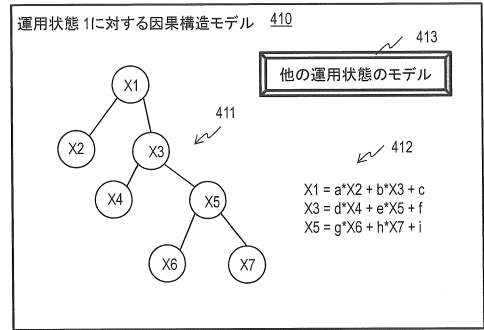 運用状態1に対する因果構造モデル 410
413
他の運用状態のモデル
X1
411
X2
X3
412
X4
X5
X1 = a*X2 + b*X3 + c
X3 = d*X4 + e*X5 + f
X5 = g*X6 + h*X7 + i
X6
X7